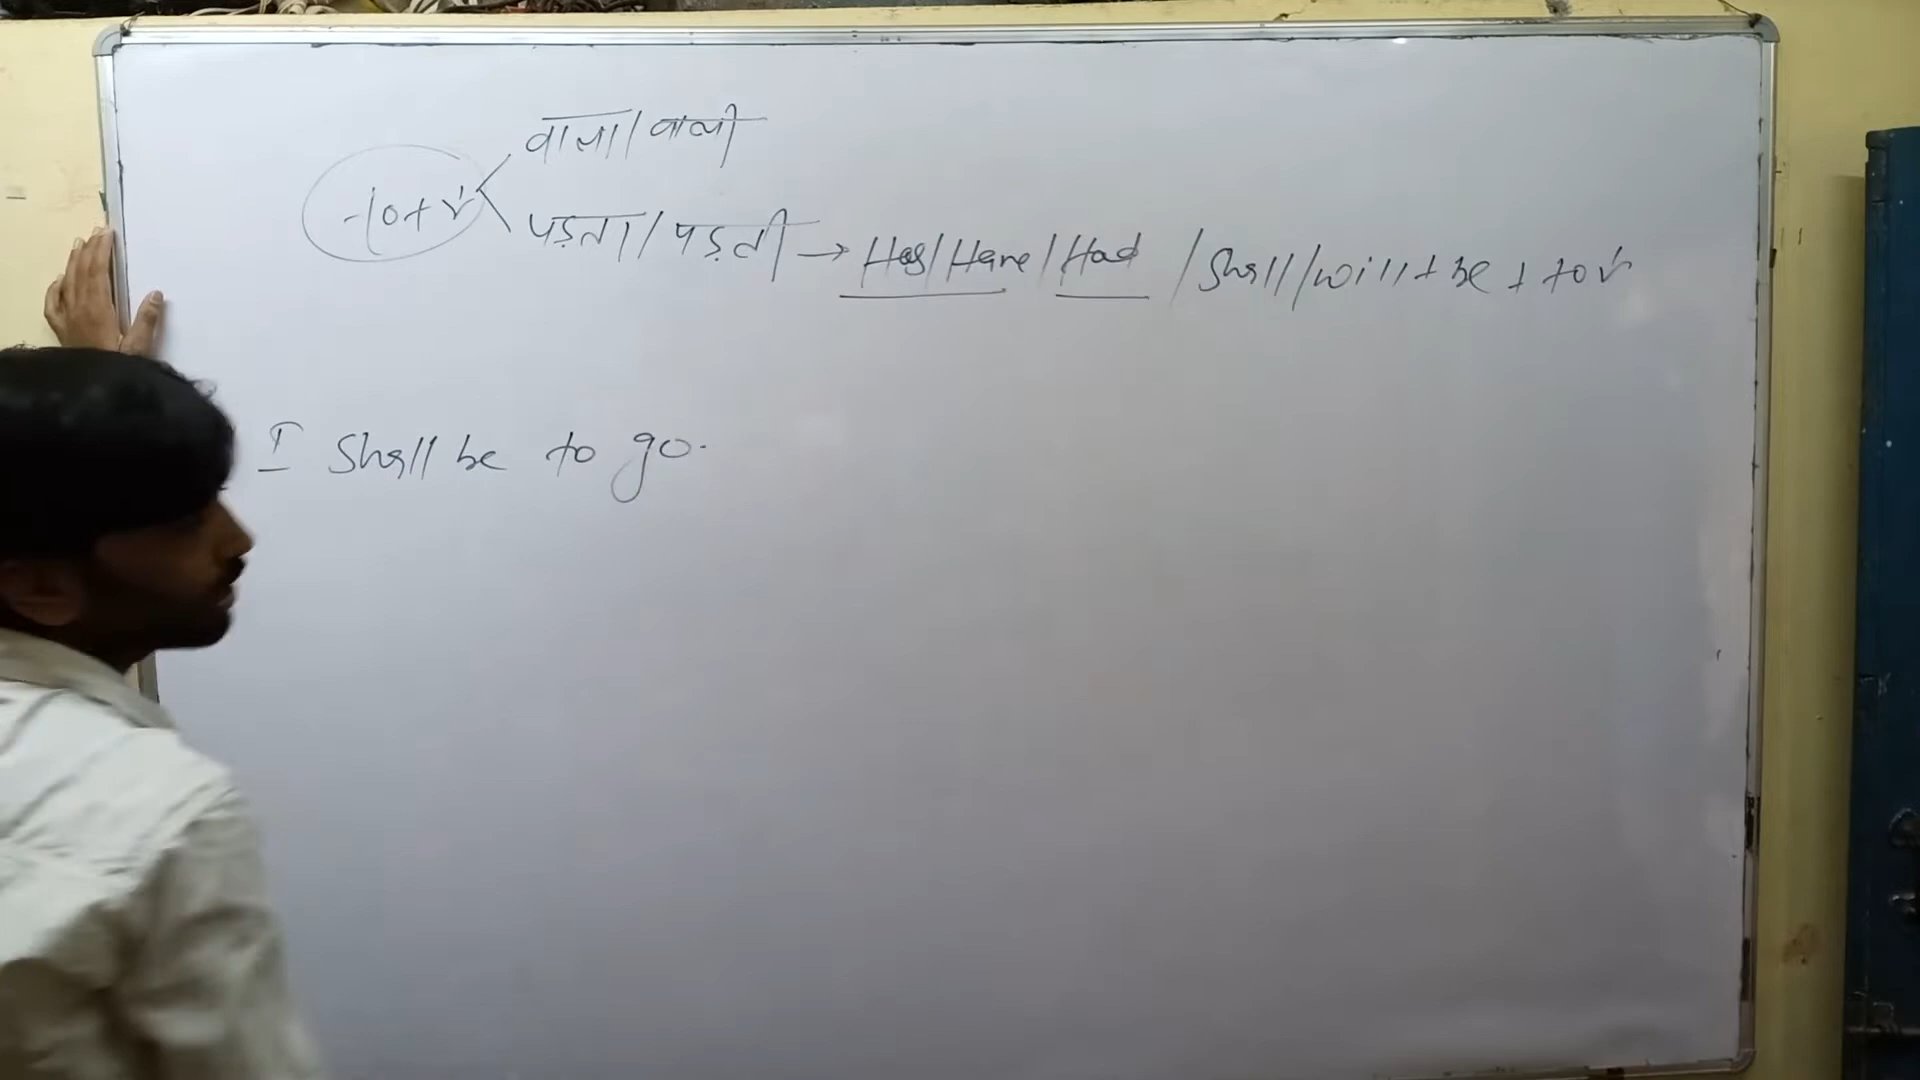 वाला/वाली
to+V¹
पड़ता/पड़ती → Has/Have/Had /Shall/will+be+to V¹
I Shall be to go.